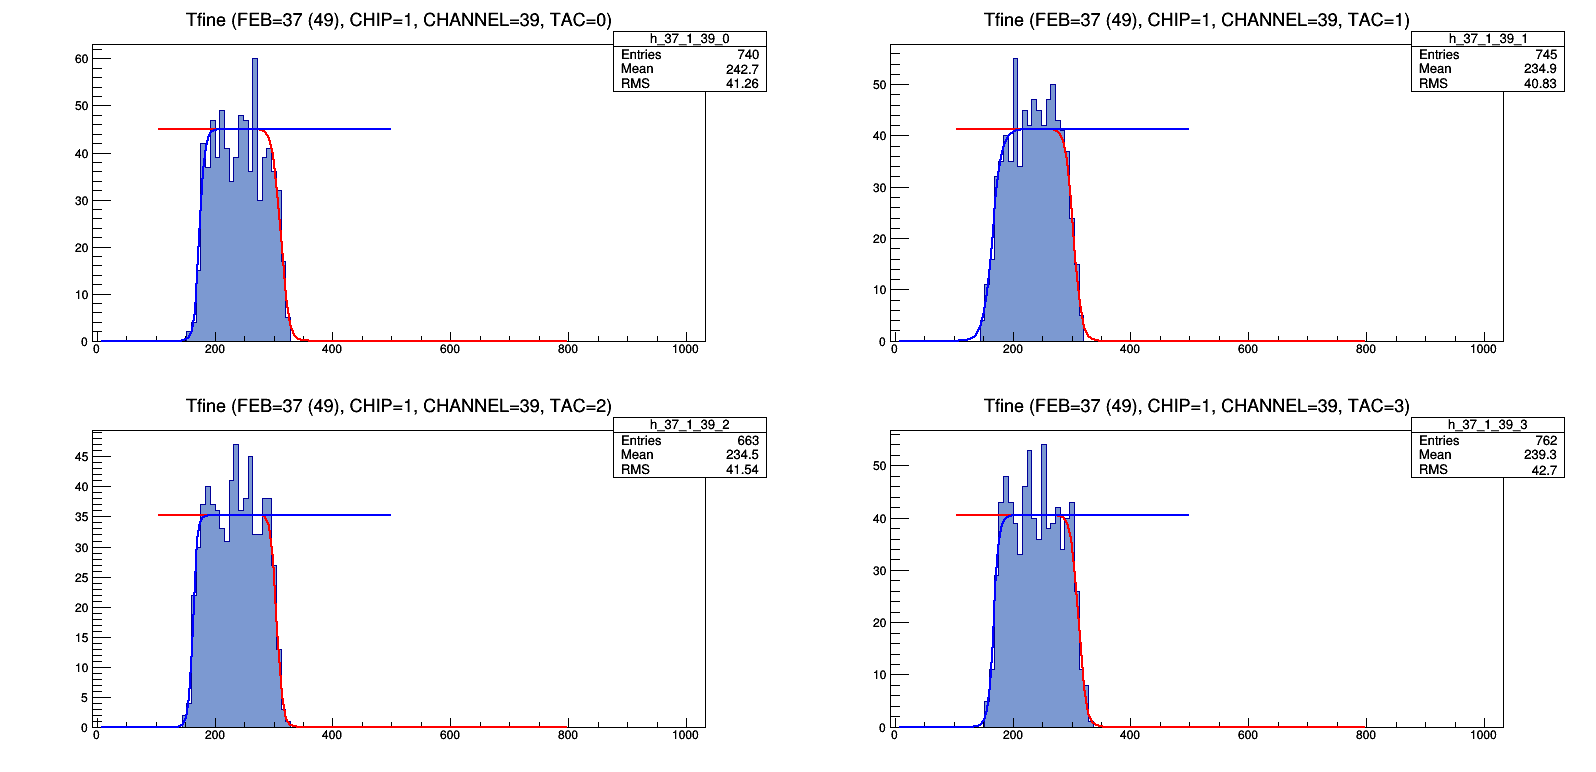 Tfine (FEB=37 (49), CHIP=1, CHANNEL=39, TAC=0)
h_37_1_39_0
Entries 740
Mean 242.7
RMS 41.26
60
50
40
30
20
10
0
0 200 400 600 800 1000
Tfine (FEB=37 (49), CHIP=1, CHANNEL=39, TAC=1)
h_37_1_39_1
Entries 745
Mean 234.9
RMS 40.83
50
40
30
20
10
0
0 200 400 600 800 1000
Tfine (FEB=37 (49), CHIP=1, CHANNEL=39, TAC=2)
h_37_1_39_2
Entries 663
Mean 234.5
RMS 41.54
45
40
35
30
25
20
15
10
5
0
0 200 400 600 800 1000
Tfine (FEB=37 (49), CHIP=1, CHANNEL=39, TAC=3)
h_37_1_39_3
Entries 762
Mean 239.3
RMS 42.7
50
40
30
20
10
0
0 200 400 600 800 1000